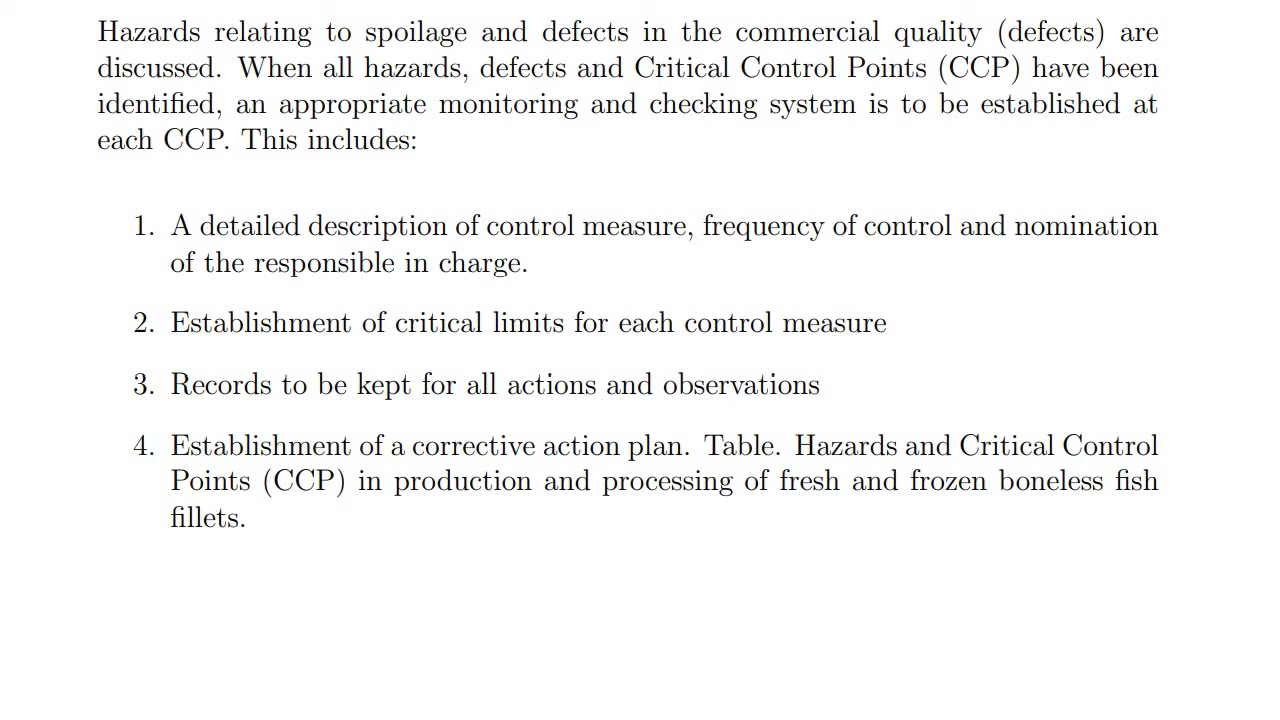 Hazards relating to spoilage and defects in the commercial quality (defects) are
discussed. When all hazards, defects and Critical Control Points (CCP) have been
identified, an appropriate monitoring and checking system is to be established at
each CCP. This includes:
1. A detailed description of control measure, frequency of control and nomination
of the responsible in charge.
2. Establishment of critical limits for each control measure
3. Records to be kept for all actions and observations
4. Establishment of a corrective action plan. Table. Hazards and Critical Control
Points (CCP) in production and processing of fresh and frozen boneless fish
fillets.